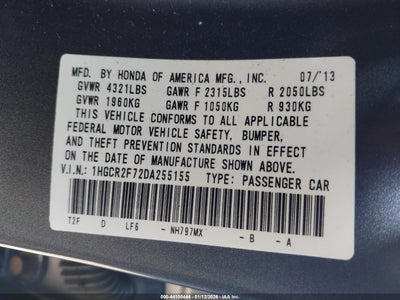 MFD. BY HONDA OF AMERICA MFG., INC. 07/'13
GVWR 4321LBS GAWR F 2315LBS R 2050LBS
GVWR 1960KG GAWR F 1050KG R 930KG
THIS VEHICLE CONFORMS TO ALL APPLICABLE
FEDERAL MOTOR VEHICLE SAFETY, BUMPER,
AND THEFT PREVENTION STANDARDS IN EFFECT
ON THE DATE OF MANUFACTURE SHOWN ABOVE.
V.I.N.: 1HGCR2F72DA255155 TYPE: PASSENGER CAR
T2F D LF6 - NH797MX - B - A
000-44100444 - 01/12/2026 - IAA Inc.